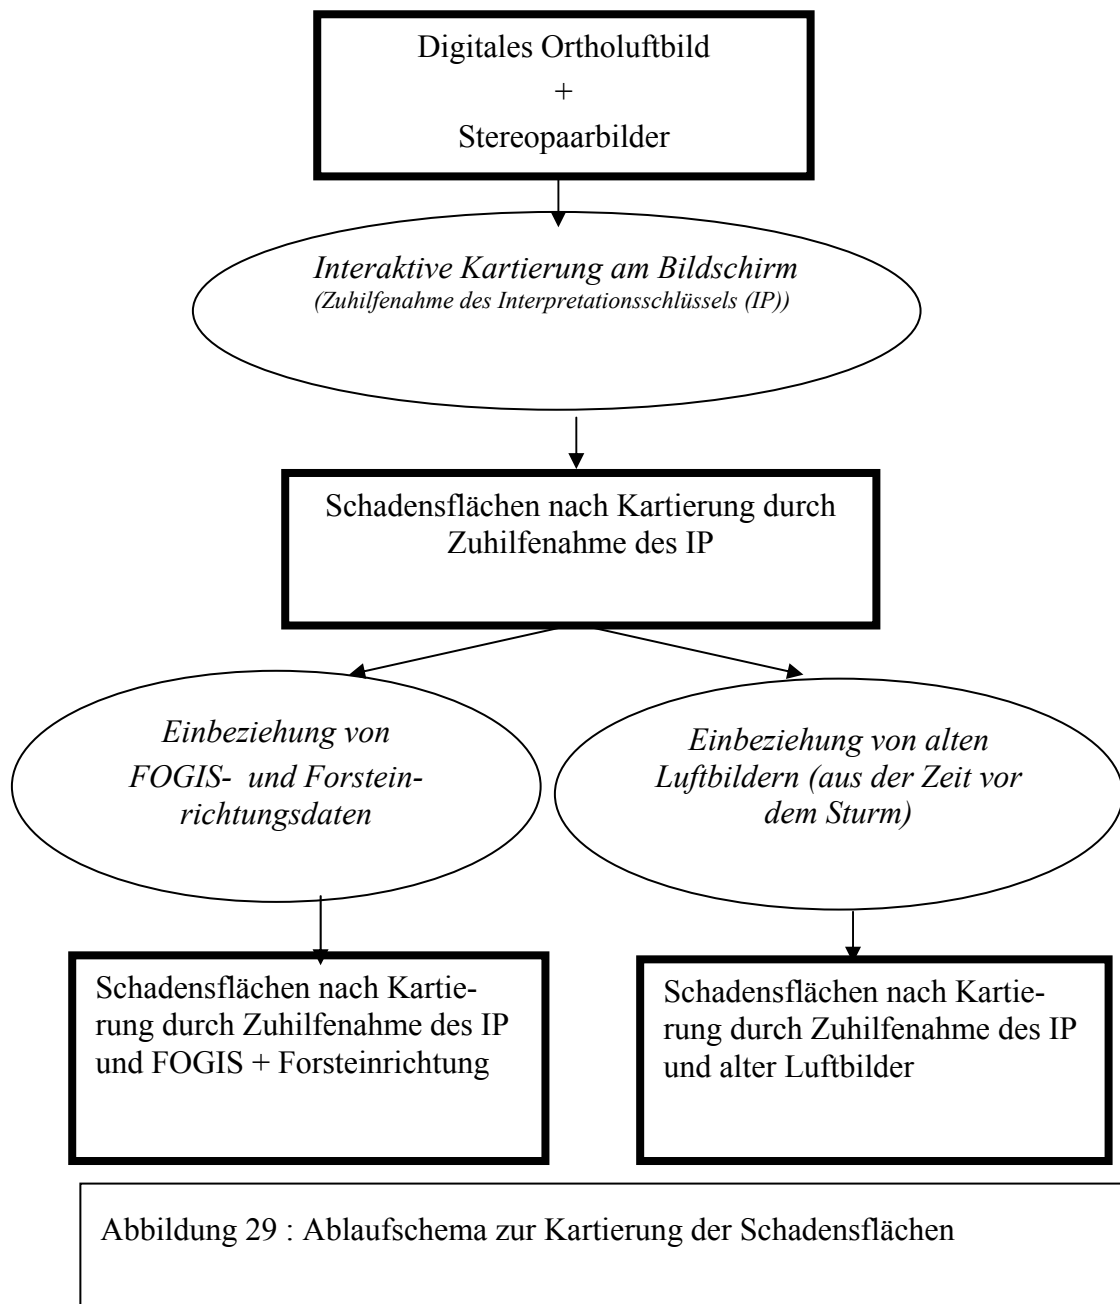 Digitales Ortholuftbild
+
Stereopaarbilder
Interaktive Kartierung am Bildschirm
(Zuhilfenahme des Interpretationsschlüssels (IP))
Schadensflächen nach Kartierung durch
Zuhilfenahme des IP
Einbeziehung von
FOGIS- und Forstein-
richtungsdaten
Einbeziehung von alten
Luftbildern (aus der Zeit vor
dem Sturm)
Schadensflächen nach Kartie-
rung durch Zuhilfenahme des IP
und FOGIS + Forsteinrichtung
Schadensflächen nach Kartie-
rung durch Zuhilfenahme des IP
und alter Luftbilder
Abbildung 29 : Ablaufschema zur Kartierung der Schadensflächen